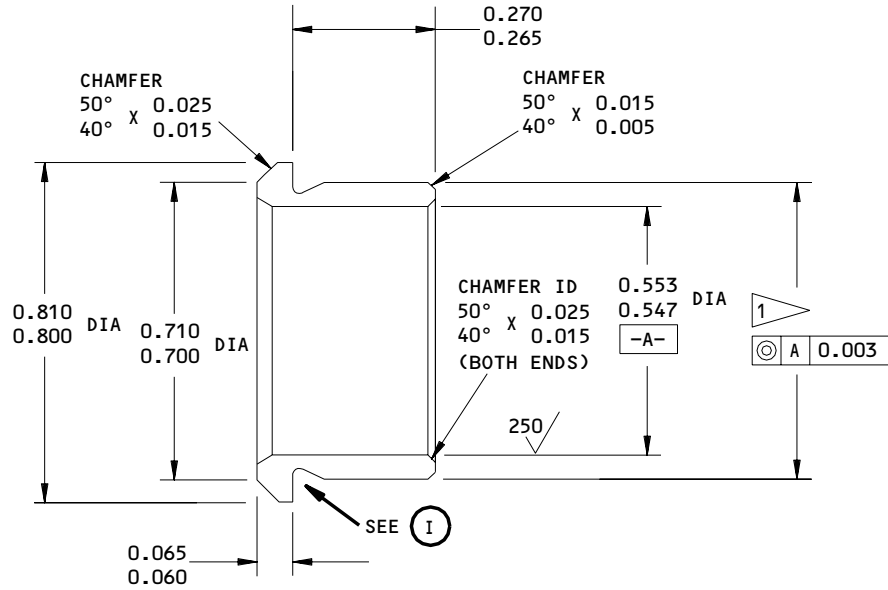 0.270
0.265
CHAMFER
50° X 0.025
40° 0.015
CHAMFER
50° X 0.015
40° 0.005
0.810 DIA
0.800
0.710 DIA
0.700
CHAMFER ID
50° X 0.025
40° 0.015
(BOTH ENDS)
0.553 DIA
0.547
-A-
1
◎ A 0.003
250
SEE I
0.065
0.060